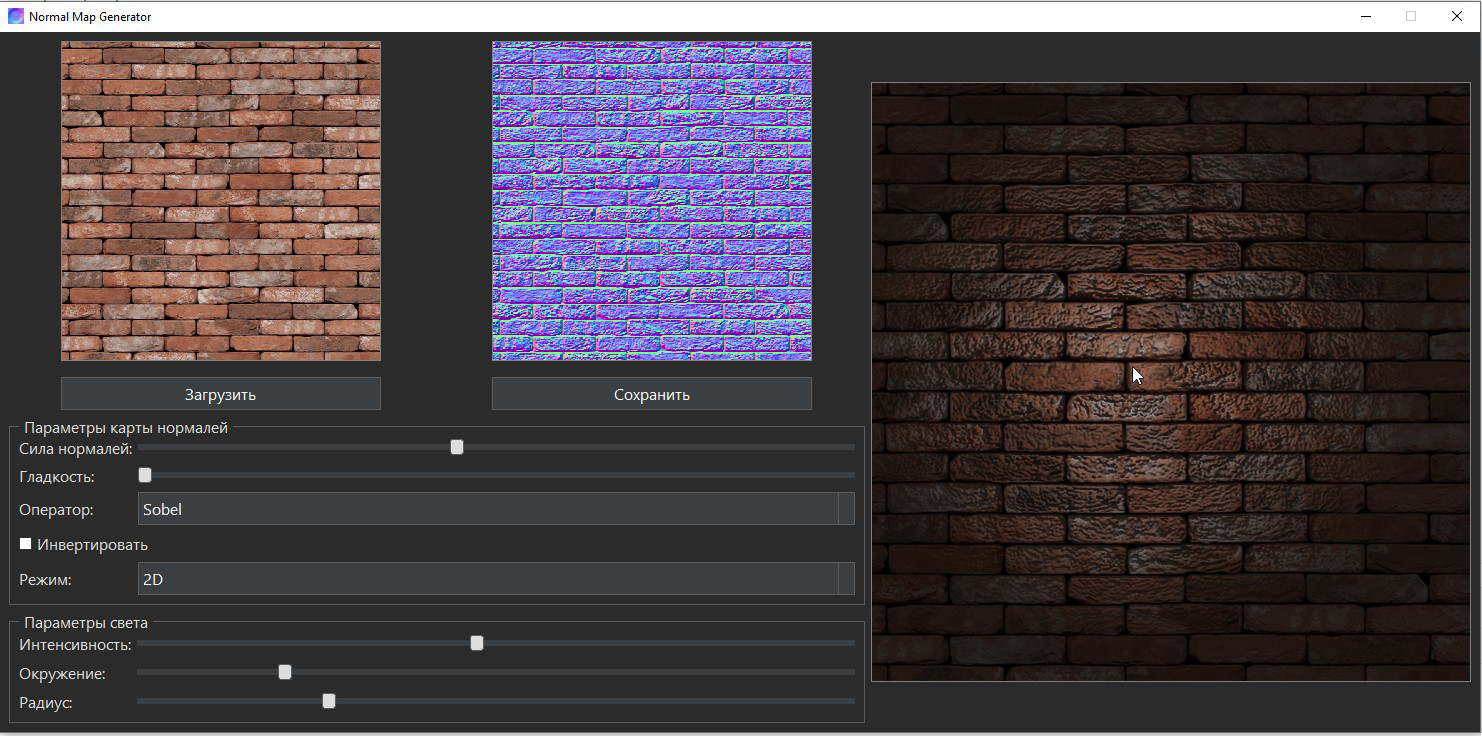 Normal Map Generator
Загрузить
Сохранить
Параметры карты нормалей
Сила нормалей:
Гладкость:
Оператор:
Sobel
Инвертировать
Режим:
2D
Параметры света
Интенсивность:
Окружение:
Радиус: